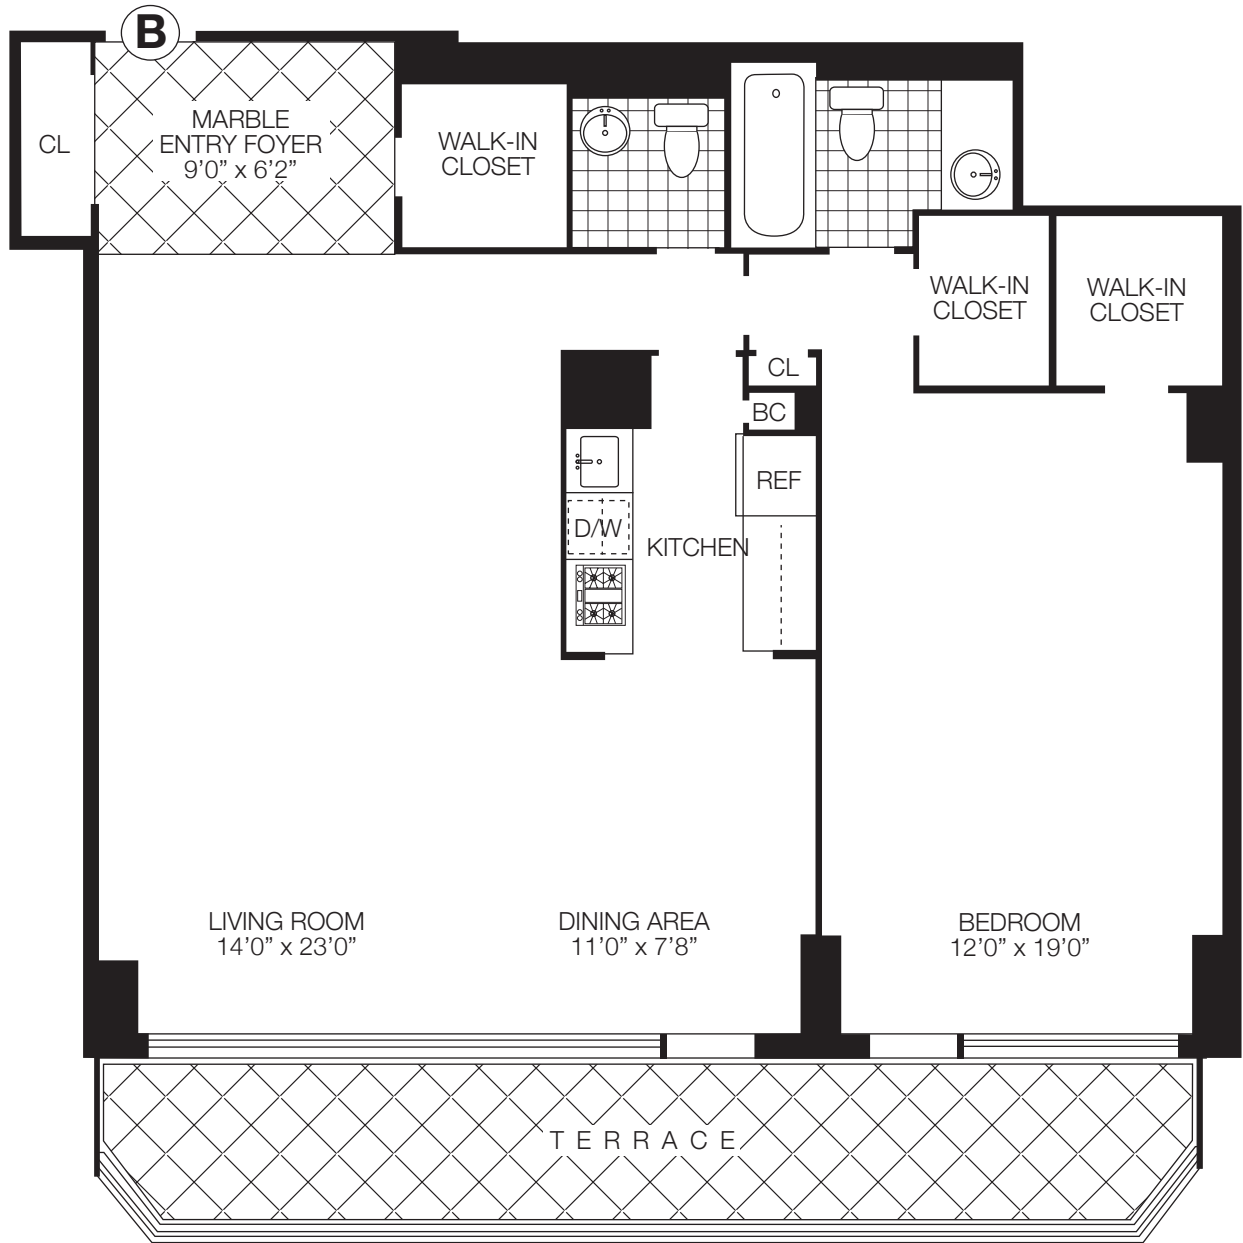 B
MARBLE
ENTRY FOYER
9’0” x 6’2”
CL
WALK-IN
CLOSET
WALK-IN
CLOSET
WALK-IN
CLOSET
CL
BC
REF
D/W
KITCHEN
LIVING ROOM
14’0” x 23’0”
DINING AREA
11’0” x 7’8”
BEDROOM
12’0” x 19’0”
TERRACE